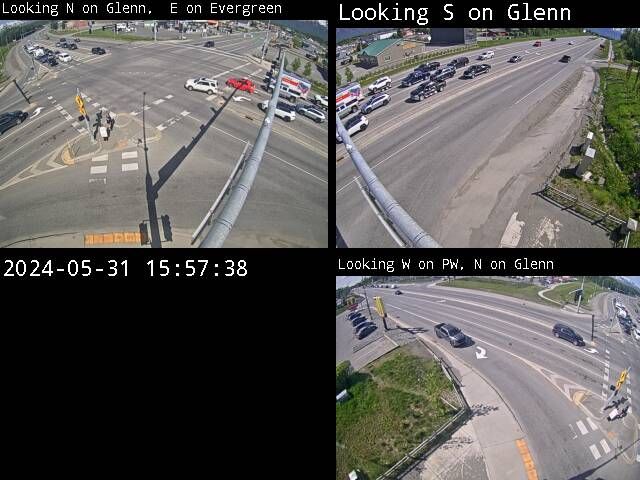 Looking N on Glenn, E on Evergreen
Looking S on Glenn
2024-05-31 15:57:38
Looking W on PW, N on Glenn